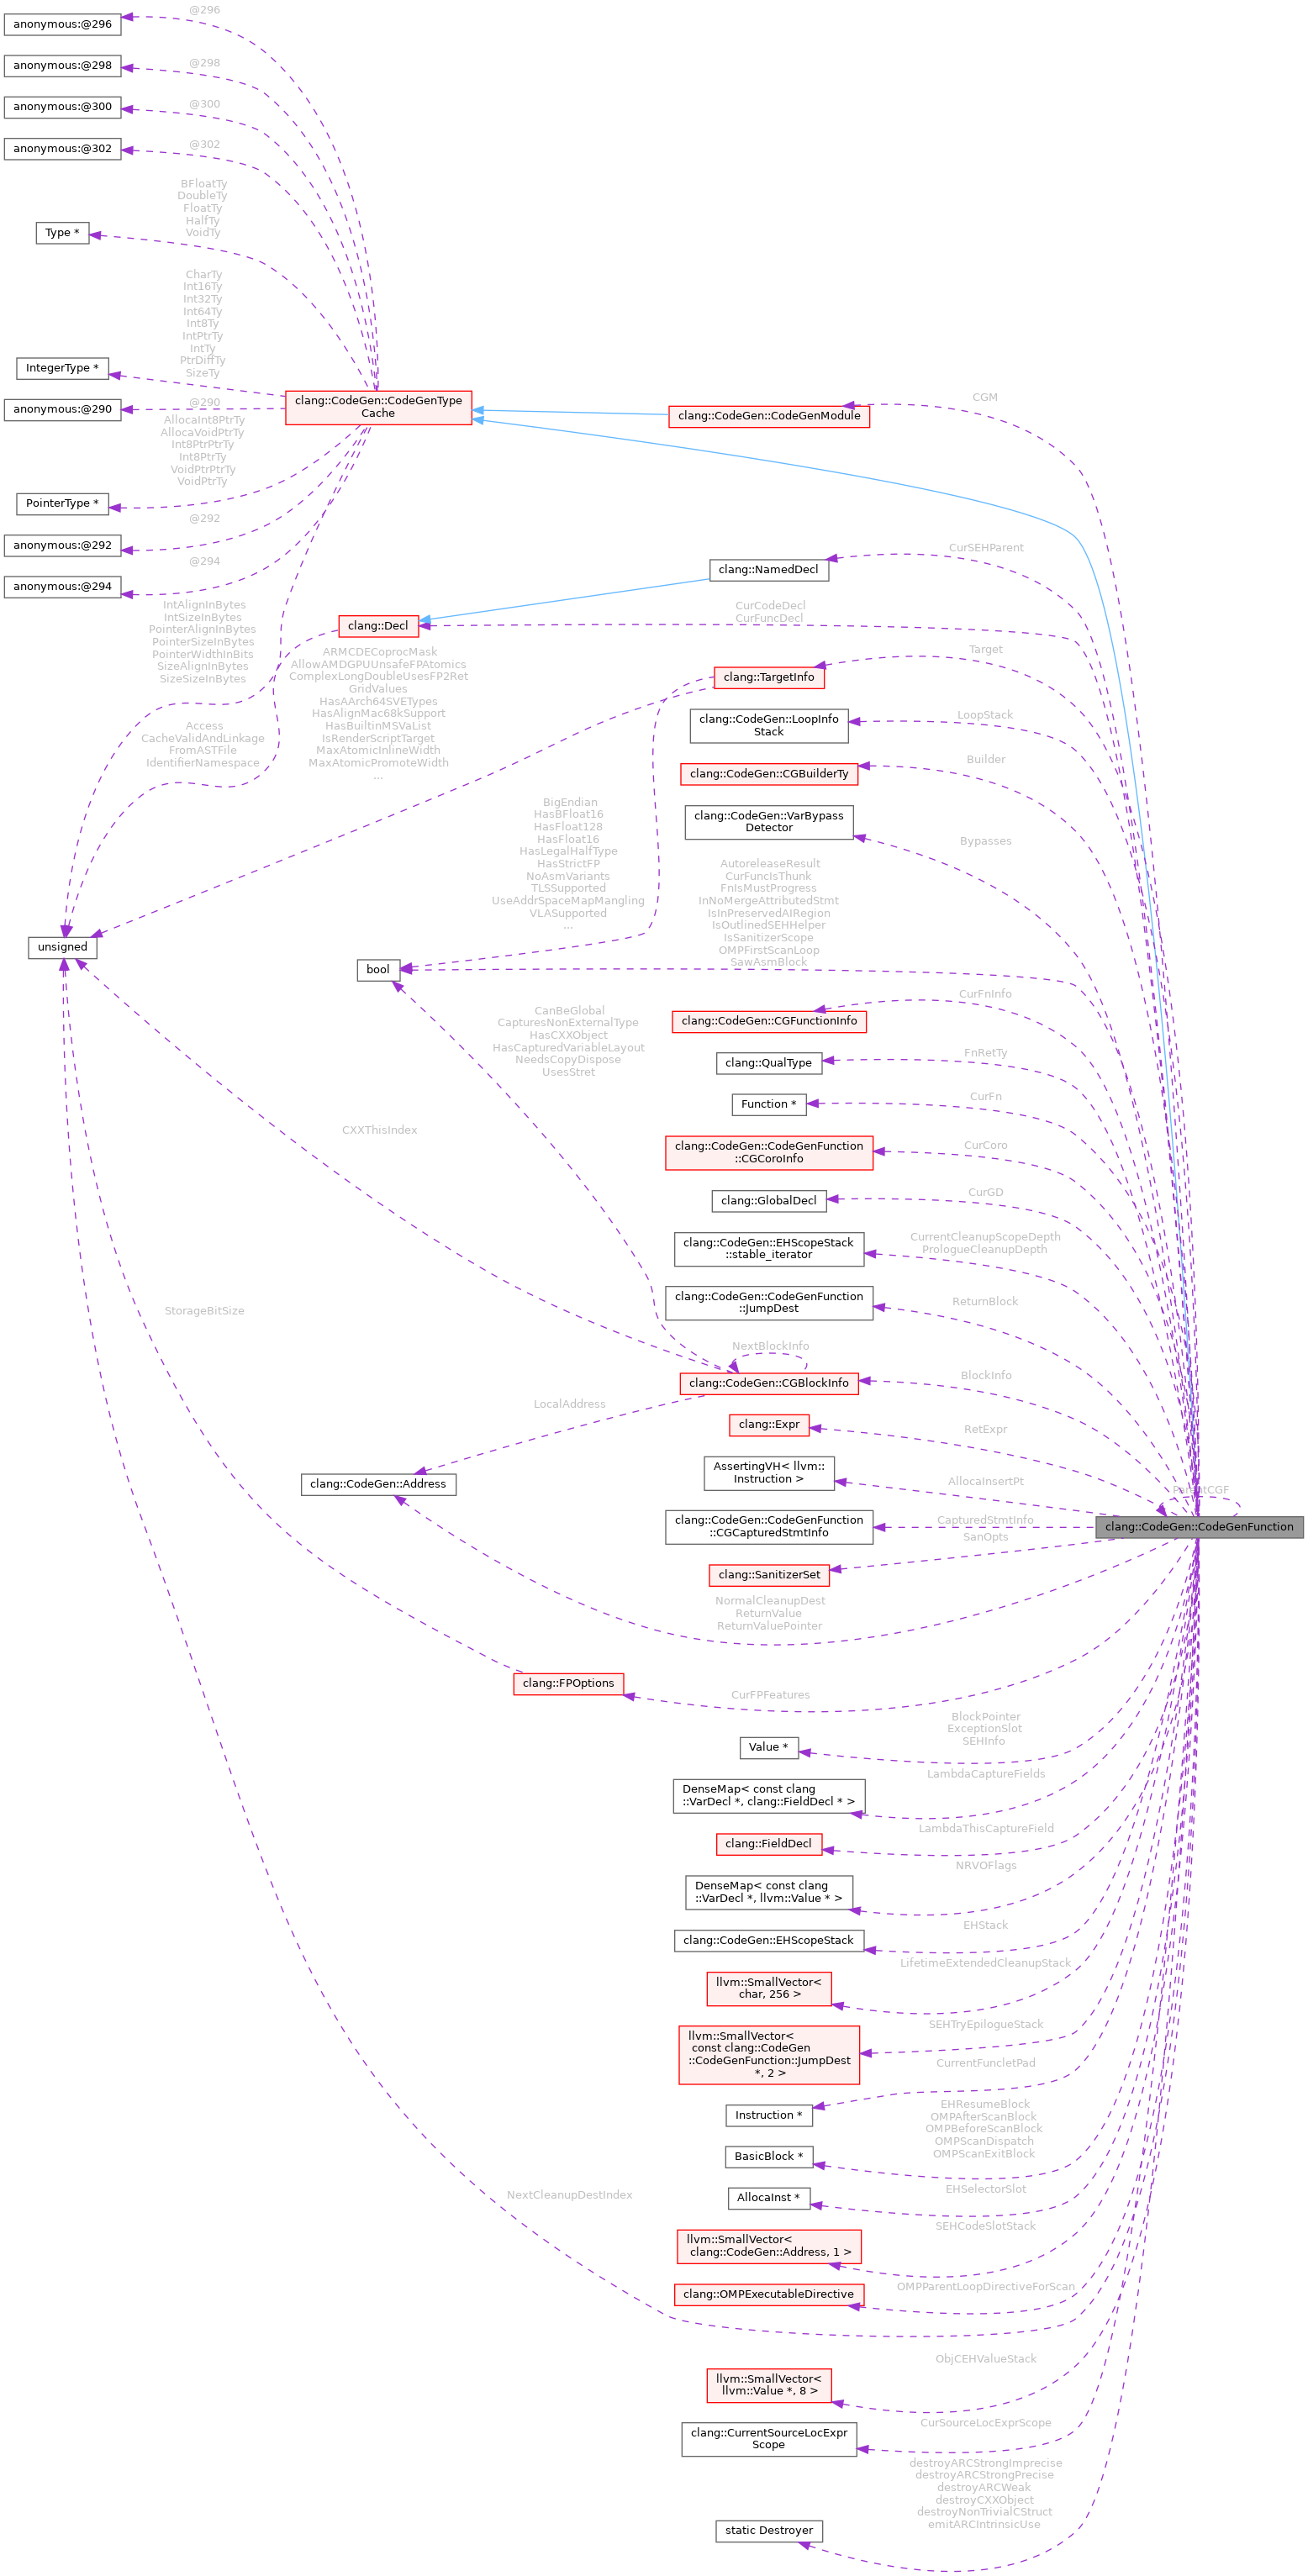 @296
anonymous:@296
@298
anonymous:@298
@300
anonymous:@300
@302
anonymous:@302
BFloatTy
DoubleTy
FloatTy
HalfTy
VoidTy
Type *
CharTy
Int16Ty
Int32Ty
Int64Ty
Int8Ty
IntPtrTy
IntTy
PtrDiffTy
SizeTy
IntegerType *
@290
anonymous:@290
AllocaInt8PtrTy
AllocaVoidPtrTy
Int8PtrPtrTy
Int8PtrTy
VoidPtrPtrTy
VoidPtrTy
PointerType *
@292
anonymous:@292
@294
anonymous:@294
clang::CodeGen::CodeGenType
Cache
clang::CodeGen::CodeGenModule
CGM
clang::NamedDecl
CurSEHParent
clang::Decl
CurCodeDecl
CurFuncDecl
IntAlignInBytes
IntSizeInBytes
PointerAlignInBytes
PointerSizeInBytes
PointerWidthInBits
SizeAlignInBytes
SizeSizeInBytes
Access
CacheValidAndLinkage
FromASTFile
IdentifierNamespace
ARMCDECoprocMask
AllowAMDGPUUnsafeFPAtomics
ComplexLongDoubleUsesFP2Ret
GridValues
HasAArch64SVETypes
HasAlignMac68kSupport
HasBuiltinMSVaList
IsRenderScriptTarget
MaxAtomicInlineWidth
MaxAtomicPromoteWidth
...
clang::TargetInfo
Target
clang::CodeGen::LoopInfo
Stack
LoopStack
clang::CodeGen::CGBuilderTy
Builder
clang::CodeGen::VarBypass
Detector
Bypasses
BigEndian
HasBFloat16
HasFloat128
HasFloat16
HasLegalHalfType
HasStrictFP
NoAsmVariants
TLSSupported
UseAddrSpaceMapMangling
VLASupported
...
AutoreleaseResult
CurFuncIsThunk
FnIsMustProgress
InNoMergeAttributedStmt
IsInPreservedAIRegion
IsOutlinedSEHHelper
IsSanitizerScope
OMPFirstScanLoop
SawAsmBlock
unsigned
bool
CanBeGlobal
CapturesNonExternalType
HasCXXObject
HasCapturedVariableLayout
NeedsCopyDispose
UsesStret
clang::CodeGen::CGFunctionInfo
CurFnInfo
clang::QualType
FnRetTy
Function *
CurFn
CXXThisIndex
clang::CodeGen::CodeGenFunction
::CGCoroInfo
CurCoro
clang::GlobalDecl
CurGD
clang::CodeGen::EHScopeStack
::stable_iterator
CurrentCleanupScopeDepth
PrologueCleanupDepth
clang::CodeGen::CodeGenFunction
::JumpDest
ReturnBlock
StorageBitSize
NextBlockInfo
clang::CodeGen::CGBlockInfo
BlockInfo
LocalAddress
clang::Expr
RetExpr
AssertingVH< llvm::
Instruction >
AllocaInsertPt
clang::CodeGen::Address
ParentCGF
clang::CodeGen::CodeGenFunction
clang::CodeGen::CodeGenFunction
::CGCapturedStmtInfo
CapturedStmtInfo
clang::SanitizerSet
SanOpts
NormalCleanupDest
ReturnValue
ReturnValuePointer
clang::FPOptions
CurFPFeatures
Value *
BlockPointer
ExceptionSlot
SEHInfo
DenseMap< const clang
::VarDecl *, clang::FieldDecl * >
LambdaCaptureFields
clang::FieldDecl
LambdaThisCaptureField
DenseMap< const clang
::VarDecl *, llvm::Value * >
NRVOFlags
clang::CodeGen::EHScopeStack
EHStack
llvm::SmallVector<
char, 256 >
LifetimeExtendedCleanupStack
llvm::SmallVector<
const clang::CodeGen
::CodeGenFunction::JumpDest
*, 2 >
SEHTryEpilogueStack
Instruction *
CurrentFuncletPad
BasicBlock *
EHResumeBlock
OMPAfterScanBlock
OMPBeforeScanBlock
OMPScanDispatch
OMPScanExitBlock
AllocaInst *
EHSelectorSlot
NextCleanupDestIndex
llvm::SmallVector<
clang::CodeGen::Address, 1 >
SEHCodeSlotStack
clang::OMPExecutableDirective
OMPParentLoopDirectiveForScan
llvm::SmallVector<
llvm::Value *, 8 >
ObjCEHValueStack
clang::CurrentSourceLocExpr
Scope
CurSourceLocExprScope
static Destroyer
destroyARCStrongImprecise
destroyARCStrongPrecise
destroyARCWeak
destroyCXXObject
destroyNonTrivialCStruct
emitARCIntrinsicUse